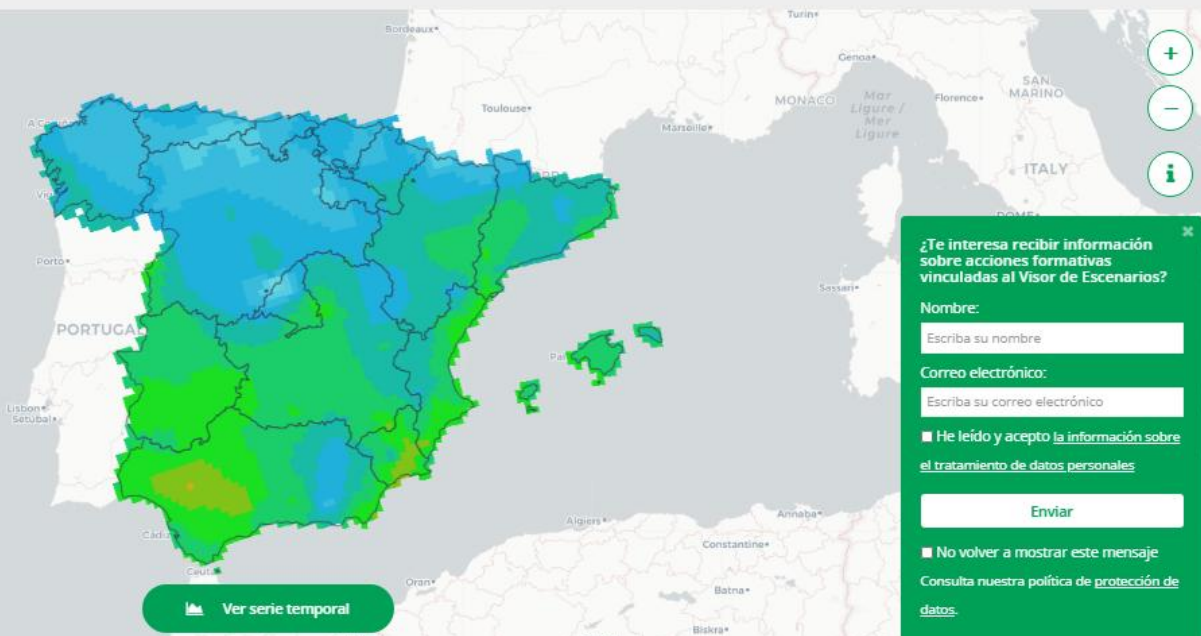 Bordeaux
Turin
Genoa
Toulouse
MONACO
Mar
Ligure /
Mer
Ligure
Florence
SAN
MARINO
Marseille
ITALY
Porto
PORTUGAL
Lisbon
Setúbal
Sassari
Cádiz
Ceuta
Algiers
Annaba
Constantine
Oran
Batna
Biskra
+
−
i
×
¿Te interesa recibir información
sobre acciones formativas
vinculadas al Visor de Escenarios?
Nombre:
Escriba su nombre
Correo electrónico:
Escriba su correo electrónico
He leído y acepto la información sobre
el tratamiento de datos personales
Enviar
No volver a mostrar este mensaje
Consulta nuestra política de protección de
datos.
Ver serie temporal